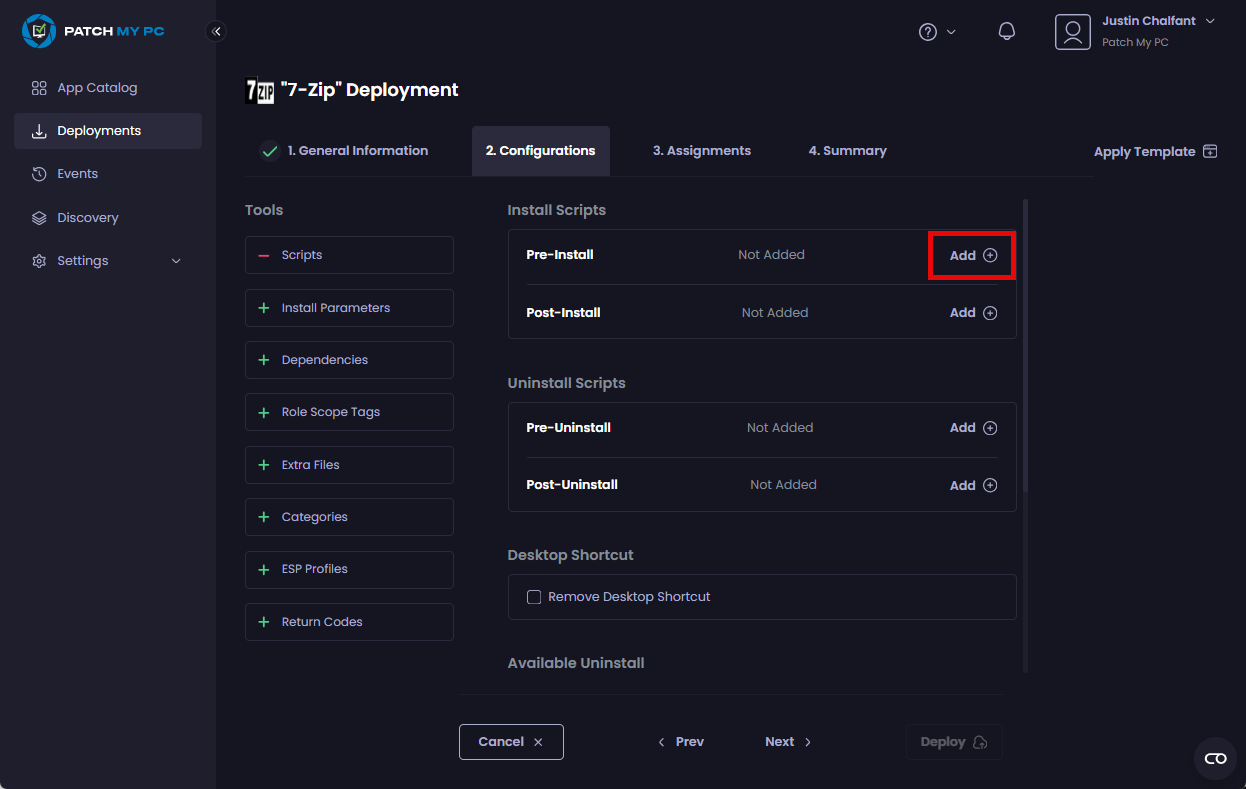 PATCH MY PC
App Catalog
Deployments
Events
Discovery
Settings
Justin Chalfant
Patch My PC
7ZIP "7-Zip" Deployment
1. General Information
2. Configurations
3. Assignments
4. Summary
Apply Template
Tools
Scripts
Install Parameters
Dependencies
Role Scope Tags
Extra Files
Categories
ESP Profiles
Return Codes
Install Scripts
Pre-Install Not Added Add
Post-Install Not Added Add
Uninstall Scripts
Pre-Uninstall Not Added Add
Post-Uninstall Not Added Add
Desktop Shortcut
Remove Desktop Shortcut
Available Uninstall
Cancel
Prev
Next
Deploy